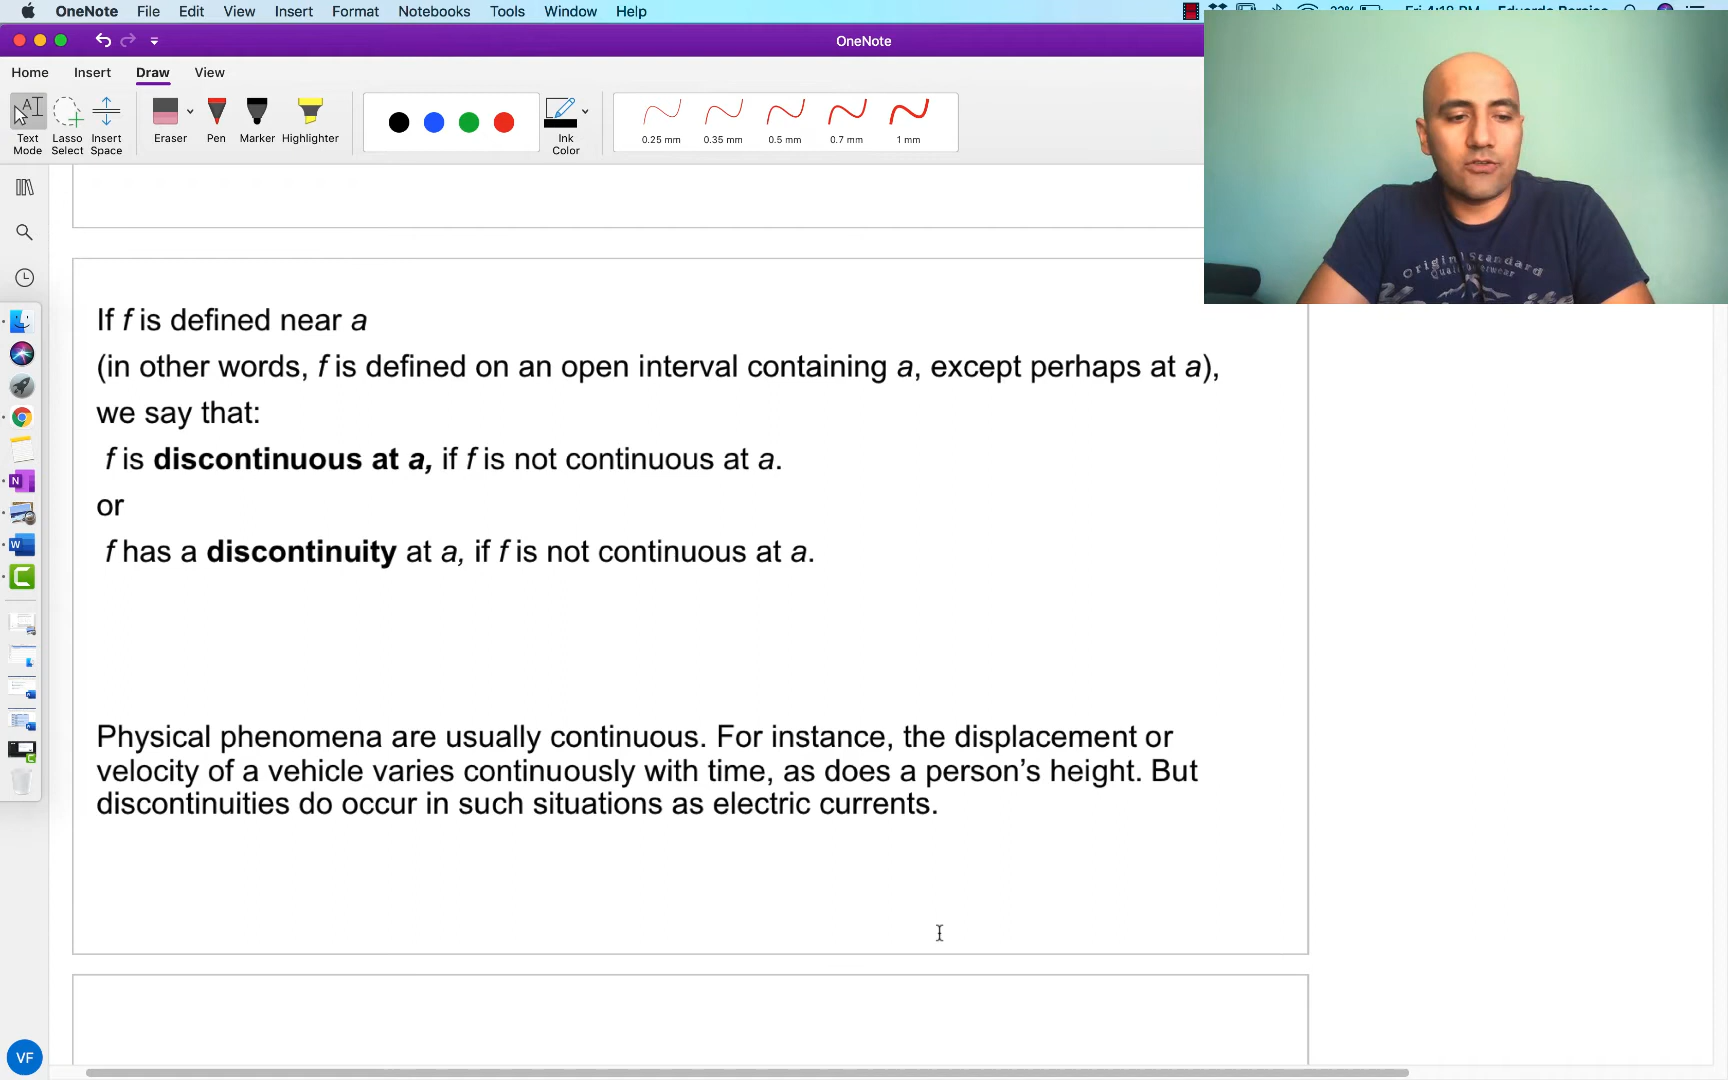 OneNote File Edit View Insert Format Notebooks Tools Window Help
OneNote
Home Insert Draw View
Text Mode
Lasso Select
Insert Space
Eraser
Pen
Marker
Highlighter
Ink Color
0.25 mm
0.35 mm
0.5 mm
0.7 mm
1 mm
Original Standard
If f is defined near a
(in other words, f is defined on an open interval containing a, except perhaps at a),
we say that:
f is discontinuous at a, if f is not continuous at a.
or
f has a discontinuity at a, if f is not continuous at a.
Physical phenomena are usually continuous. For instance, the displacement or
velocity of a vehicle varies continuously with time, as does a person’s height. But
discontinuities do occur in such situations as electric currents.
VF